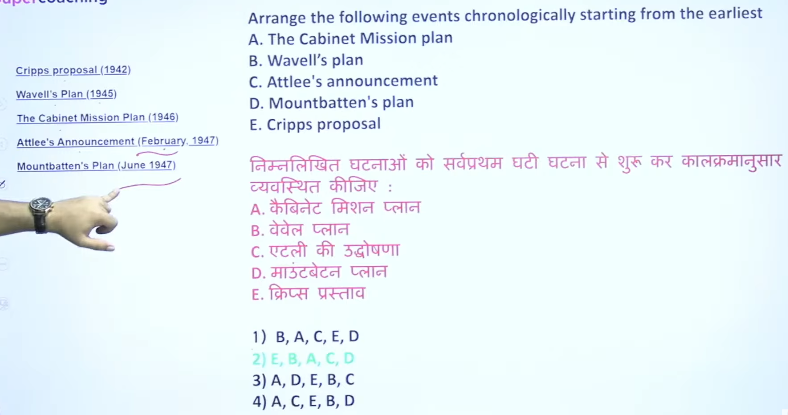 Cripps proposal (1942)
Wavell's Plan (1945)
The Cabinet Mission Plan (1946)
Attlee's Announcement (February. 1947)
Mountbatten's Plan (June 1947)
Arrange the following events chronologically starting from the earliest
A. The Cabinet Mission plan
B. Wavell's plan
C. Attlee's announcement
D. Mountbatten's plan
E. Cripps proposal
निम्नलिखित घटनाओं को सर्वप्रथम घटी घटना से शुरू कर कालक्रमानुसार
व्यवस्थित कीजिए :
A. कैबिनेट मिशन प्लान
B. वेवेल प्लान
C. एटली की उद्घोषणा
D. माउंटबेटन प्लान
E. क्रिप्स प्रस्ताव
1) B, A, C, E, D
2) E, B, A, C, D
3) A, D, E, B, C
4) A, C, E, B, D